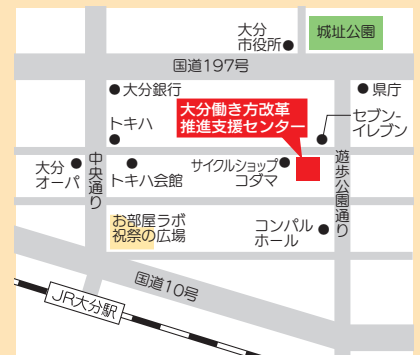 大分
市役所
城址公園
国道197号
大分銀行
県庁
大分働き方改革
推進支援センター
トキハ
セブン-
イレブン
大分
オーパ
中央通り
トキハ会館
サイクルショップ
コダマ
遊歩公園通り
お部屋ラボ
祝祭の広場
コンパル
ホール
国道10号
JR大分駅